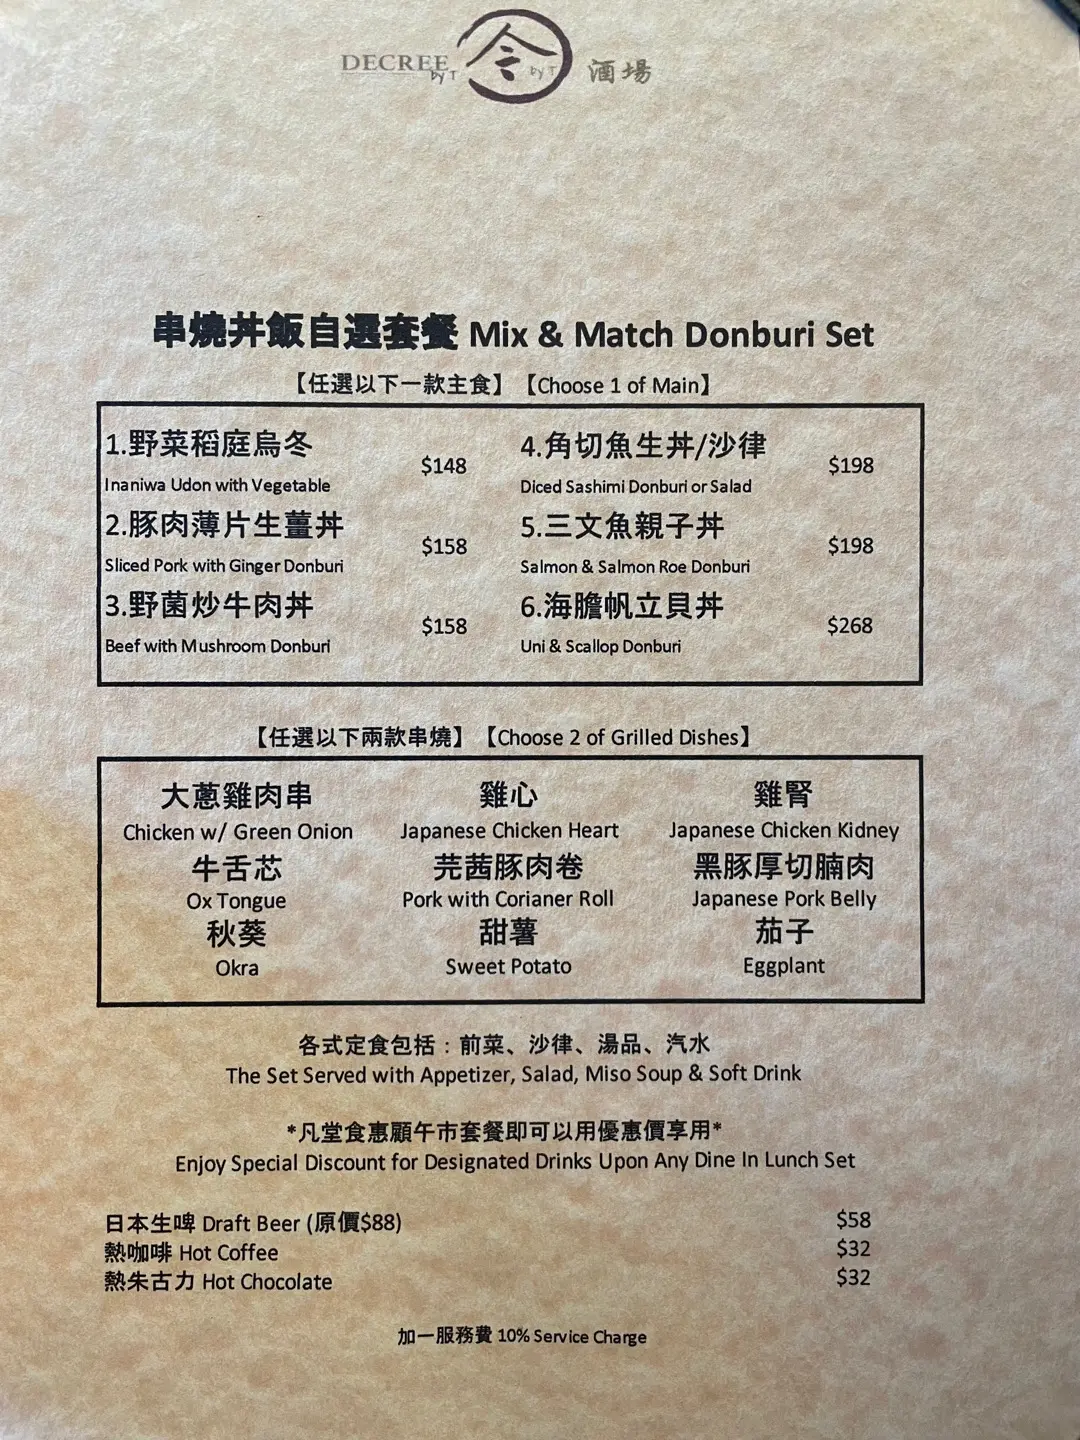 DECREE by T 令 by T 酒場
串燒丼飯自選套餐 Mix & Match Donburi Set
【任選以下一款主食】【Choose 1 of Main】
1.野菜稻庭烏冬 $148
Inaniwa Udon with Vegetable
4.角切魚生丼/沙律 $198
Diced Sashimi Donburi or Salad
2.豚肉薄片生薑丼 $158
Sliced Pork with Ginger Donburi
5.三文魚親子丼 $198
Salmon & Salmon Roe Donburi
3.野菌炒牛肉丼 $158
Beef with Mushroom Donburi
6.海膽帆立貝丼 $268
Uni & Scallop Donburi
【任選以下兩款串燒】【Choose 2 of Grilled Dishes】
大蔥雞肉串 雞心 雞腎
Chicken w/ Green Onion Japanese Chicken Heart Japanese Chicken Kidney
牛舌芯 芫茜豚肉卷 黑豚厚切腩肉
Ox Tongue Pork with Corianer Roll Japanese Pork Belly
秋葵 甜薯 茄子
Okra Sweet Potato Eggplant
各式定食包括：前菜、沙律、湯品、汽水
The Set Served with Appetizer, Salad, Miso Soup & Soft Drink
*凡堂食惠顧午市套餐即可以用優惠價享用*
Enjoy Special Discount for Designated Drinks Upon Any Dine In Lunch Set
日本生啤 Draft Beer (原價$88) $58
熱咖啡 Hot Coffee $32
熱朱古力 Hot Chocolate $32
加一服務費 10% Service Charge